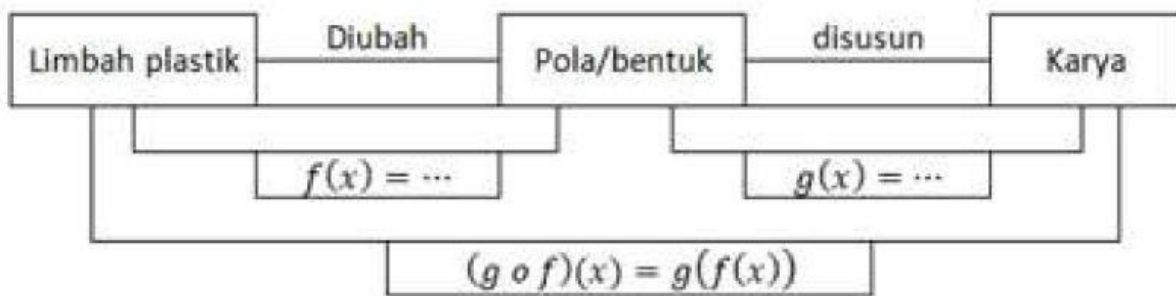 Diubah disusun
Limbah plastik Pola/bentuk Karya
f(x) = ⋯ g(x) = ⋯
(g o f)(x) = g(f(x))